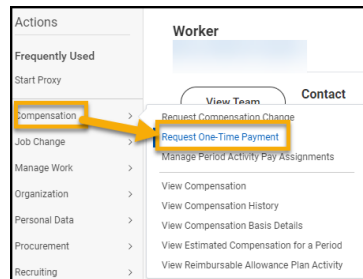 Actions
Frequently Used
Start Proxy
Compensation >
Job Change >
Manage Work >
Organization >
Personal Data >
Procurement >
Recruiting >
Worker
View Team
Contact
Request Compensation Change
Request One-Time Payment
Manage Period Activity Pay Assignments
View Compensation
View Compensation History
View Compensation Basis Details
View Estimated Compensation for a Period
View Reimbursable Allowance Plan Activity